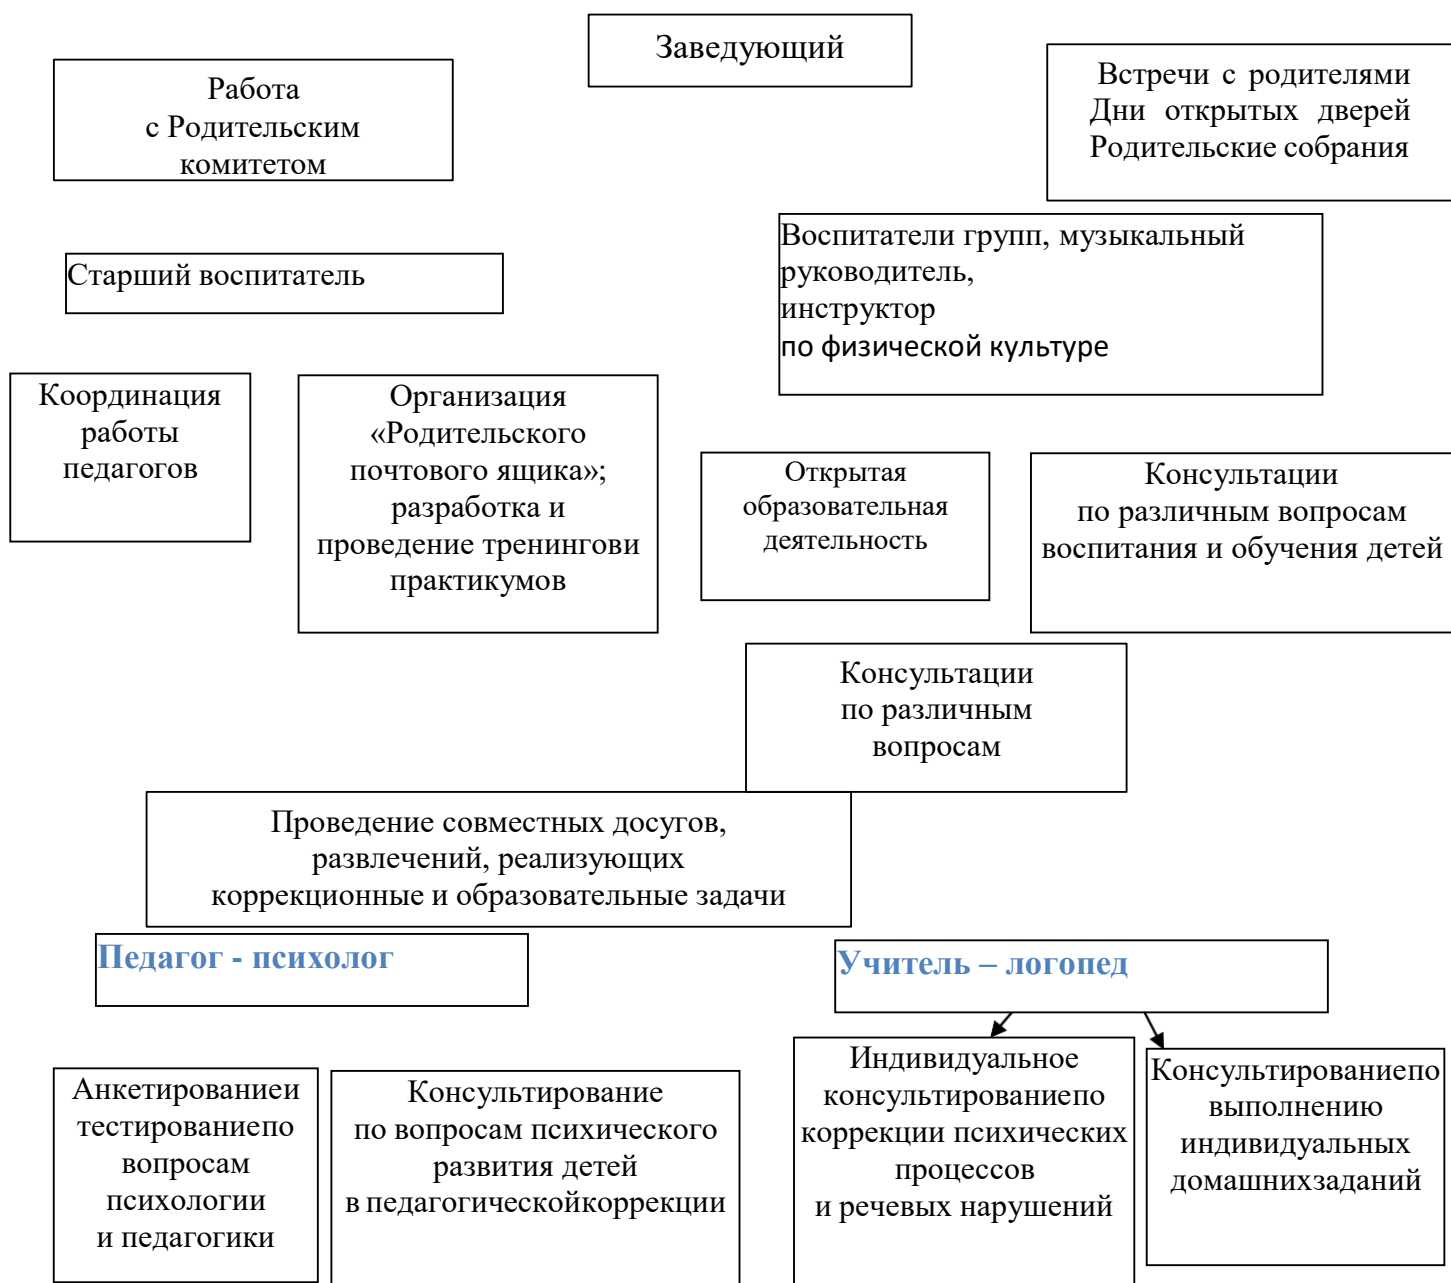 Заведующий
Работа
с Родительским
комитетом
Встречи с родителями
Дни открытых дверей
Родительские собрания
Старший воспитатель
Воспитатели групп, музыкальный
руководитель,
инструктор
по физической культуре
Координация
работы
педагогов
Организация
«Родительского
почтового ящика»;
разработка и
проведение тренингови
практикумов
Открытая
образовательная
деятельность
Консультации
по различным вопросам
воспитания и обучения детей
Консультации
по различным
вопросам
Проведение совместных досугов,
развлечений, реализующих
коррекционные и образовательные задачи
Педагог - психолог
Учитель – логопед
Анкетированиеи
тестированиепо
вопросам
психологии
и педагогики
Консультирование
по вопросам психического
развития детей
в педагогическойкоррекции
Индивидуальное
консультированиепо
коррекции психических
процессов
и речевых нарушений
Консультированиепо
выполнению
индивидуальных
домашнихзаданий